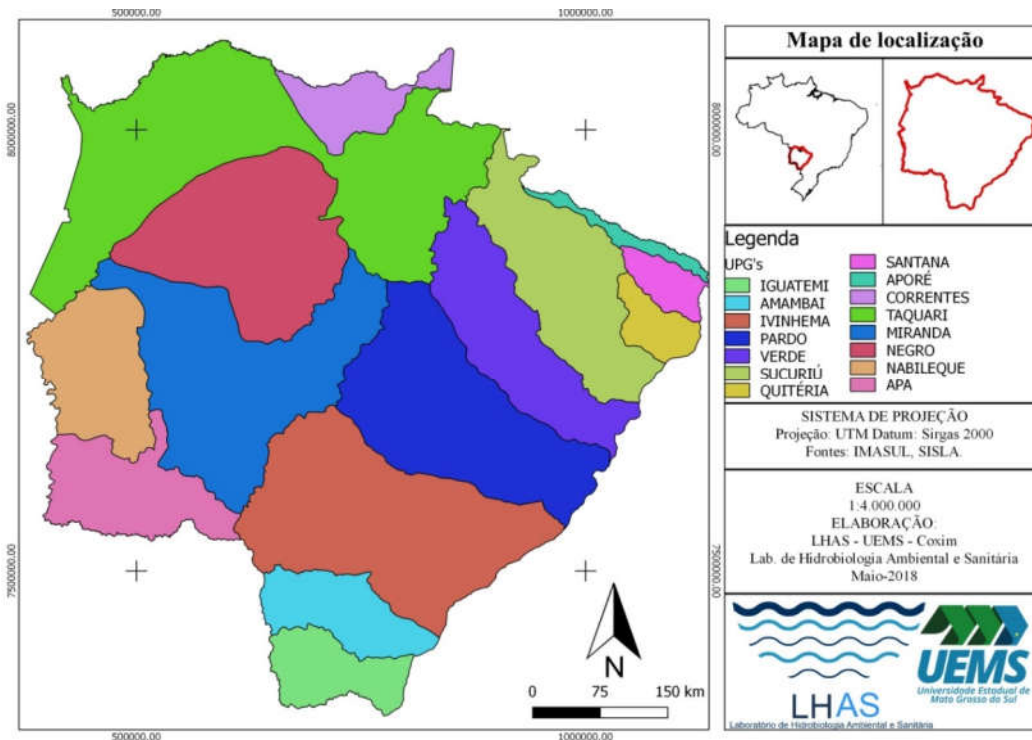 500000.00
1000000.00
8000000.00
8000000.00
7500000.00
7500000.00
500000.00
1000000.00
N
0 75 150 km
Mapa de localização
Legenda
UPG's
IGUATEMI
AMAMBAI
IVINHEMA
PARDO
VERDE
SUCURIÚ
QUITÉRIA
SANTANA
APORÉ
CORRENTES
TAQUARI
MIRANDA
NEGRO
NABILEQUE
APA
SISTEMA DE PROJEÇÃO
Projeção: UTM Datum: Sirgas 2000
Fontes: IMASUL, SISLA.
ESCALA
1:4.000.000
ELABORAÇÃO:
LHAS - UEMS - Coxim
Lab. de Hidrobiologia Ambiental e Sanitária
Maio-2018
LHAS
Laboratório de Hidrobiologia Ambiental e Sanitária
UEMS
Universidade Estadual de
Mato Grosso do Sul